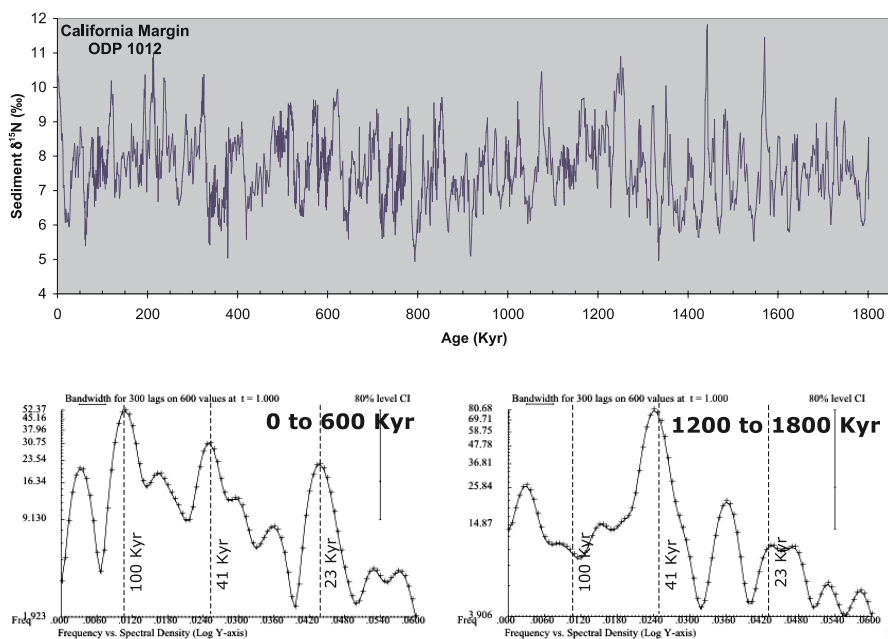 California Margin
ODP 1012
12
11
10
9
8
7
6
5
4
Sediment δ15N (‰)
0 200 400 600 800 1000 1200 1400 1600 1800
Age (Kyr)
Bandwidth for 300 lags on 600 values at t = 1.000 80% level CI
0 to 600 Kyr
52.37
45.16
37.96
30.75
23.54
16.34
9.130
1.923
100 Kyr
41 Kyr
23 Kyr
Freq
.000 .0060 .0120 .0180 .0240 .0300 .0360 .0420 .0480 .0540 .0600
Frequency vs. Spectral Density (Log Y-axis)
Bandwidth for 300 lags on 600 values at t = 1.000 80% level CI
1200 to 1800 Kyr
80.68
69.71
58.75
47.78
36.81
25.84
14.87
3.906
100 Kyr
41 Kyr
23 Kyr
Freq
.000 .0060 .0120 .0180 .0240 .0300 .0360 .0420 .0480 .0540 .0600
Frequency vs. Spectral Density (Log Y-axis)